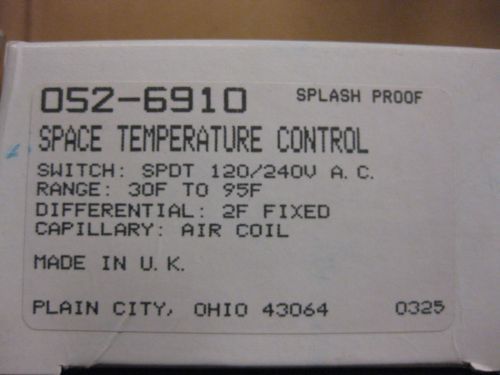 052-6910 SPLASH PROOF
SPACE TEMPERATURE CONTROL
SWITCH: SPDT 120/240V A.C.
RANGE: 30F TO 95F
DIFFERENTIAL: 2F FIXED
CAPILLARY: AIR COIL
MADE IN U.K.
PLAIN CITY, OHIO 43064 0325